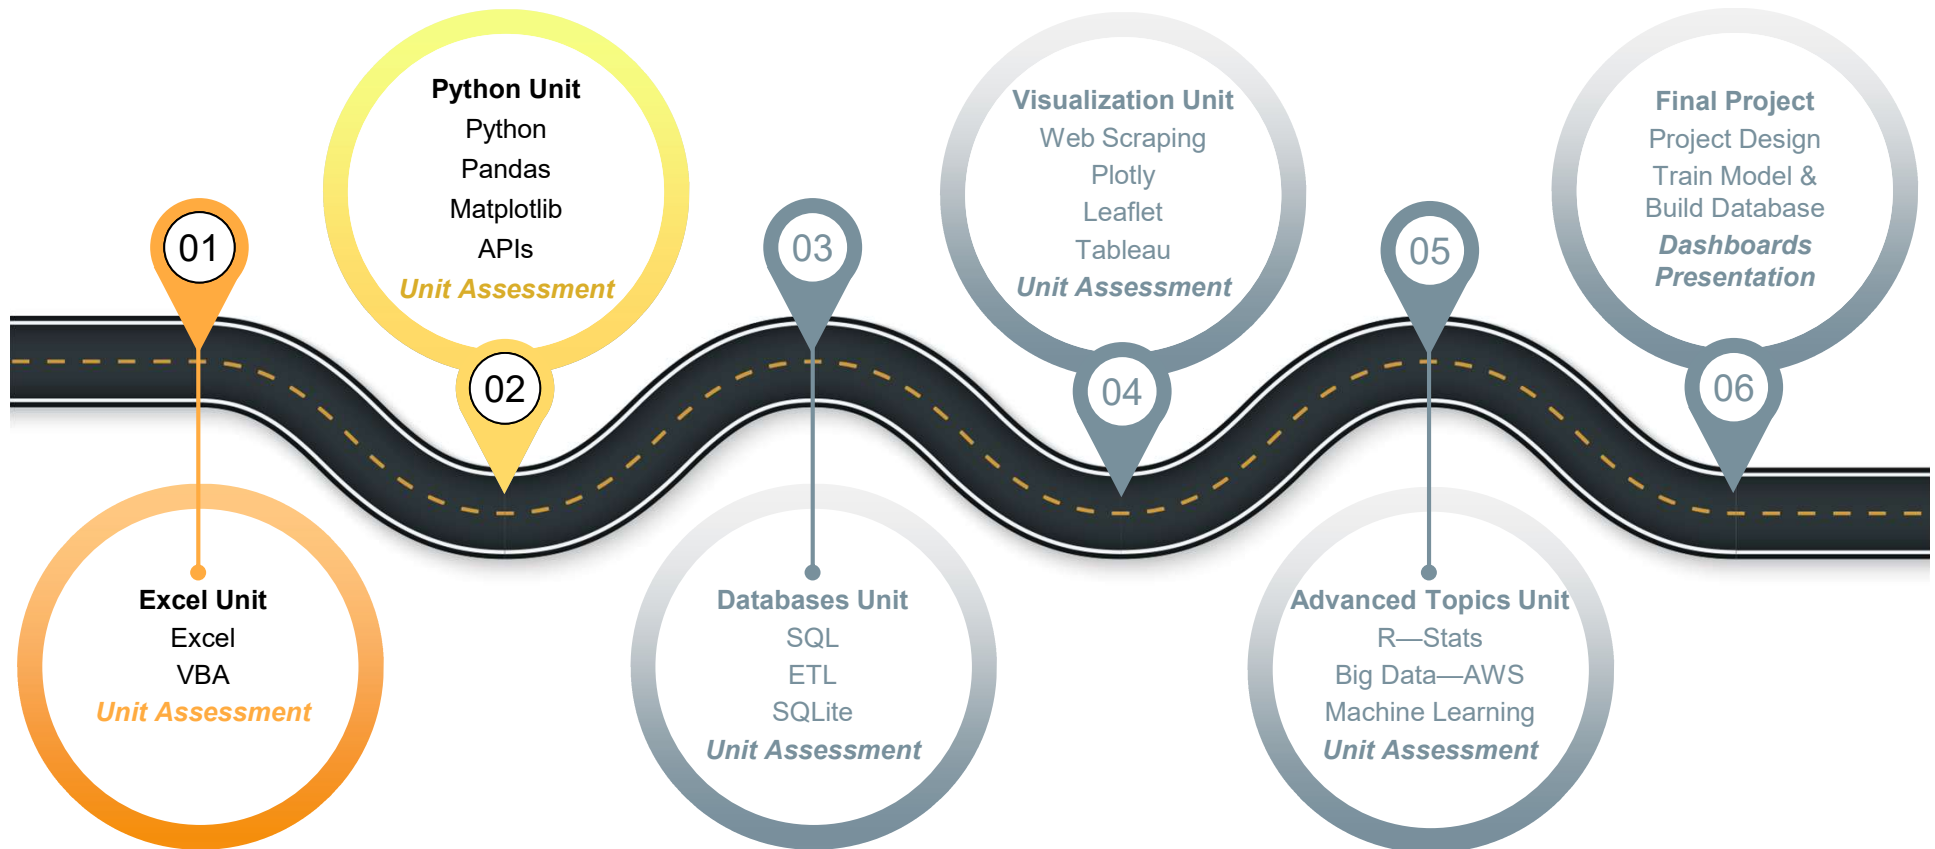 01
Excel Unit
Excel
VBA
Unit Assessment
Python Unit
Python
Pandas
Matplotlib
APIs
Unit Assessment
02
03
Databases Unit
SQL
ETL
SQLite
Unit Assessment
Visualization Unit
Web Scraping
Plotly
Leaflet
Tableau
Unit Assessment
04
05
Advanced Topics Unit
R—Stats
Big Data—AWS
Machine Learning
Unit Assessment
Final Project
Project Design
Train Model &
Build Database
Dashboards
Presentation
06